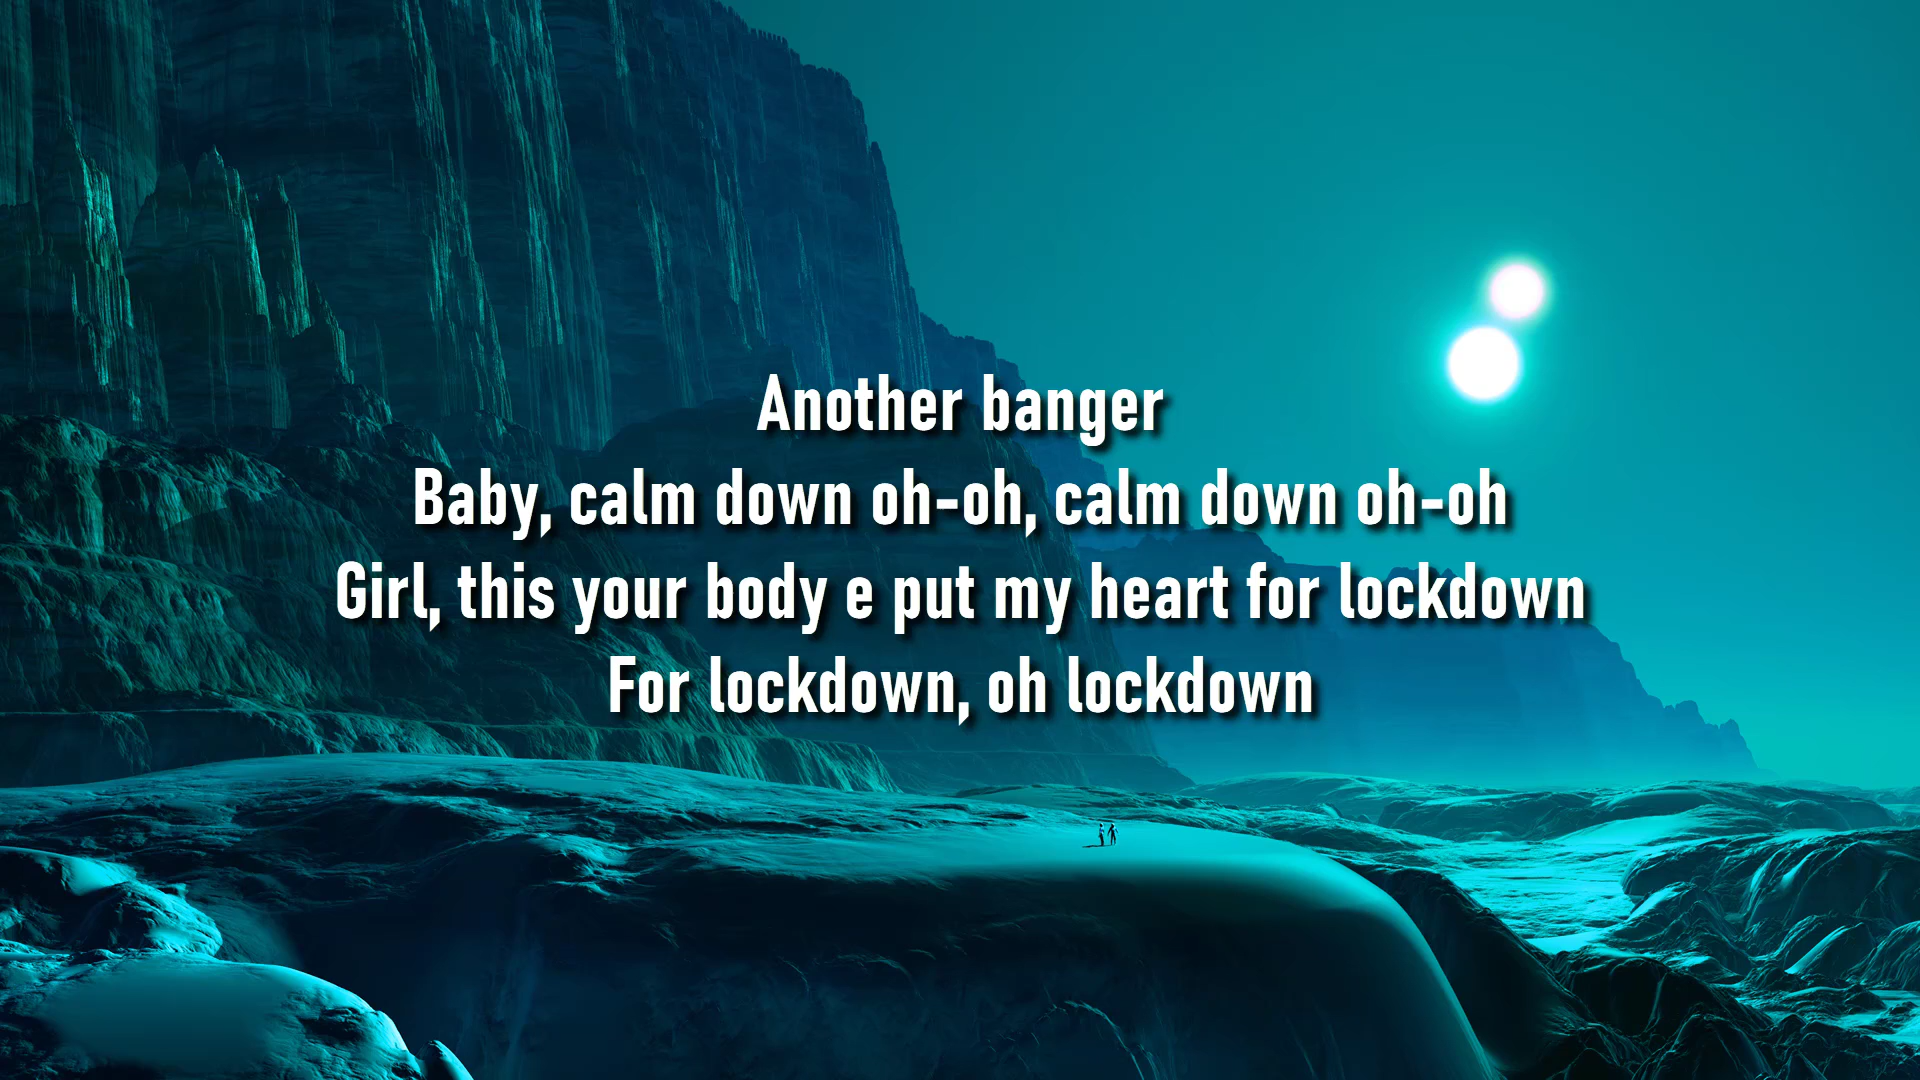 Another banger
Baby, calm down oh-oh, calm down oh-oh
Girl, this your body e put my heart for lockdown
For lockdown, oh lockdown